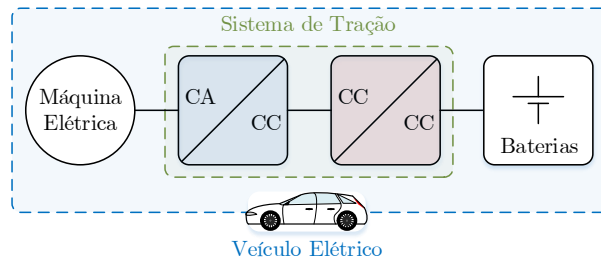 Sistema de Tração
Máquina
Elétrica
CA
CC
CC
CC
Baterias
Veículo Elétrico